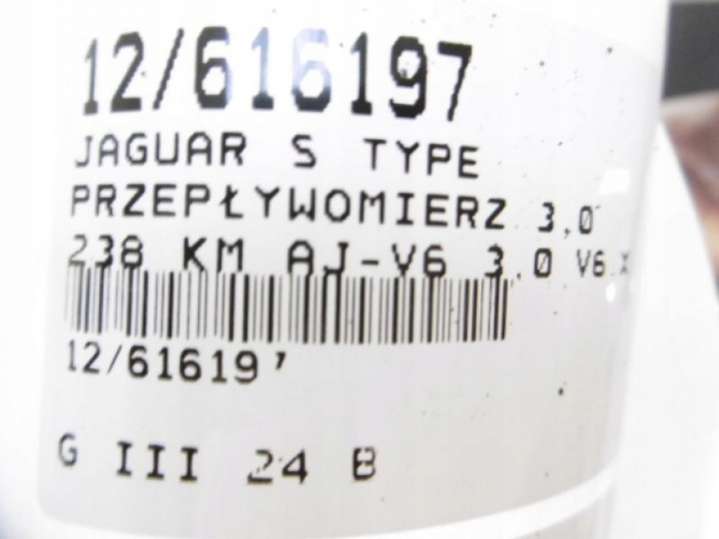 12/616197
JAGUAR S TYPE
PRZEPŁYWOMIERZ 3,0
238 KM AJ-V6 3,0 V6
12/61619
G III 24 B